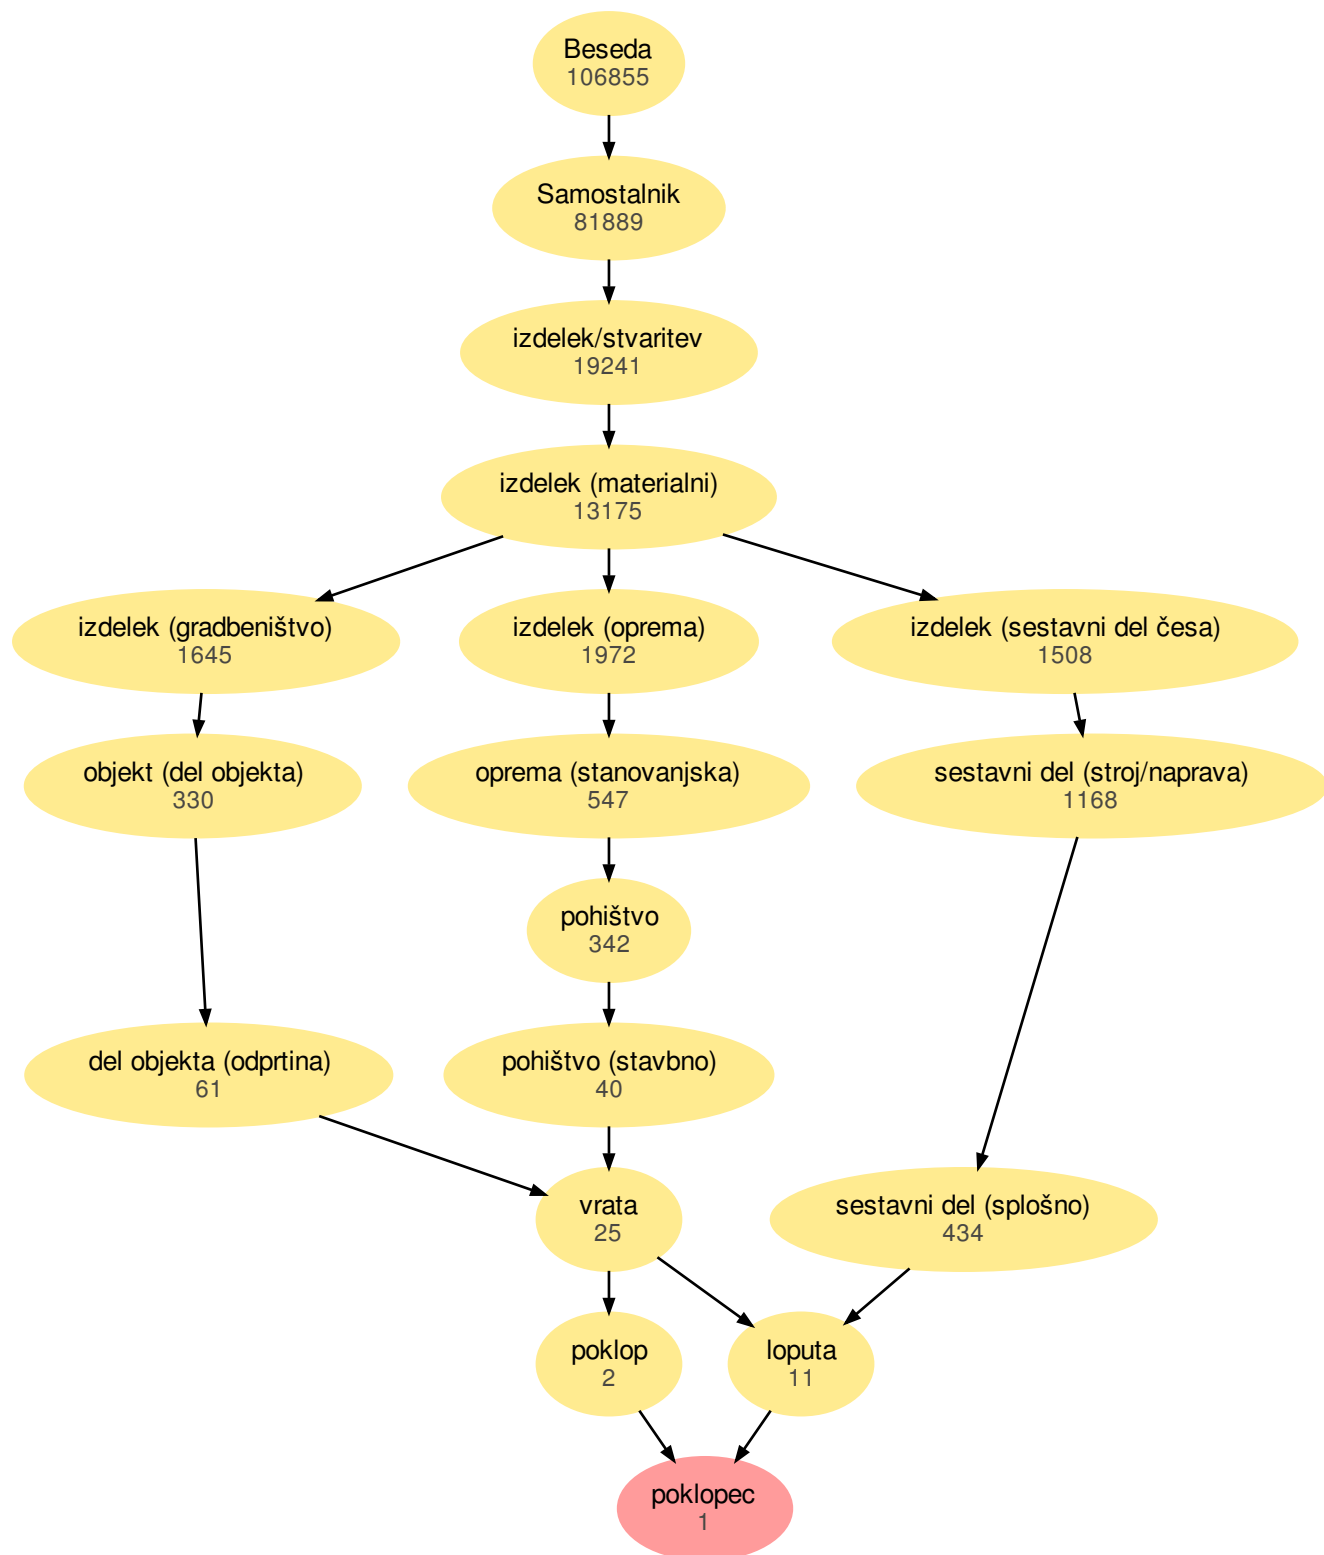 Beseda
106855
Samostalnik
81889
izdelek/stvaritev
19241
izdelek (materialni)
13175
izdelek (gradbeništvo)
1645
izdelek (oprema)
1972
izdelek (sestavni del česa)
1508
objekt (del objekta)
330
oprema (stanovanjska)
547
sestavni del (stroj/naprava)
1168
pohištvo
342
del objekta (odprtina)
61
pohištvo (stavbno)
40
vrata
25
sestavni del (splošno)
434
poklop
2
loputa
11
poklopec
1